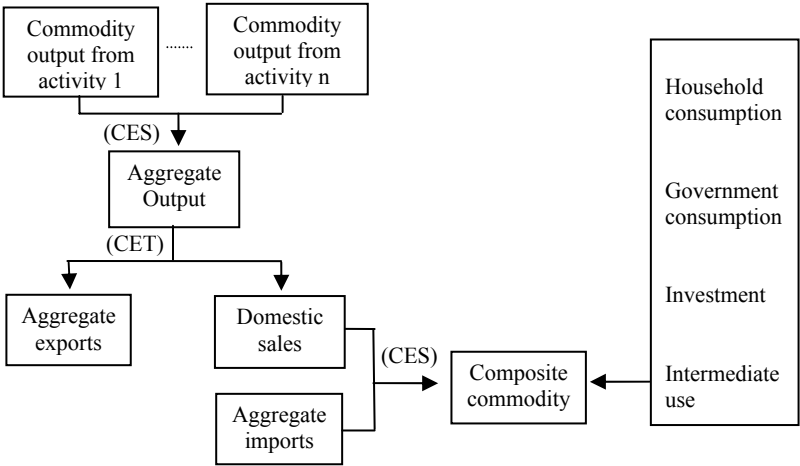 Commodity
output from
activity 1
........
Commodity
output from
activity n
(CES)
Aggregate
Output
(CET)
Aggregate
exports
Domestic
sales
Aggregate
imports
(CES)
Composite
commodity
Household
consumption
Government
consumption
Investment
Intermediate
use